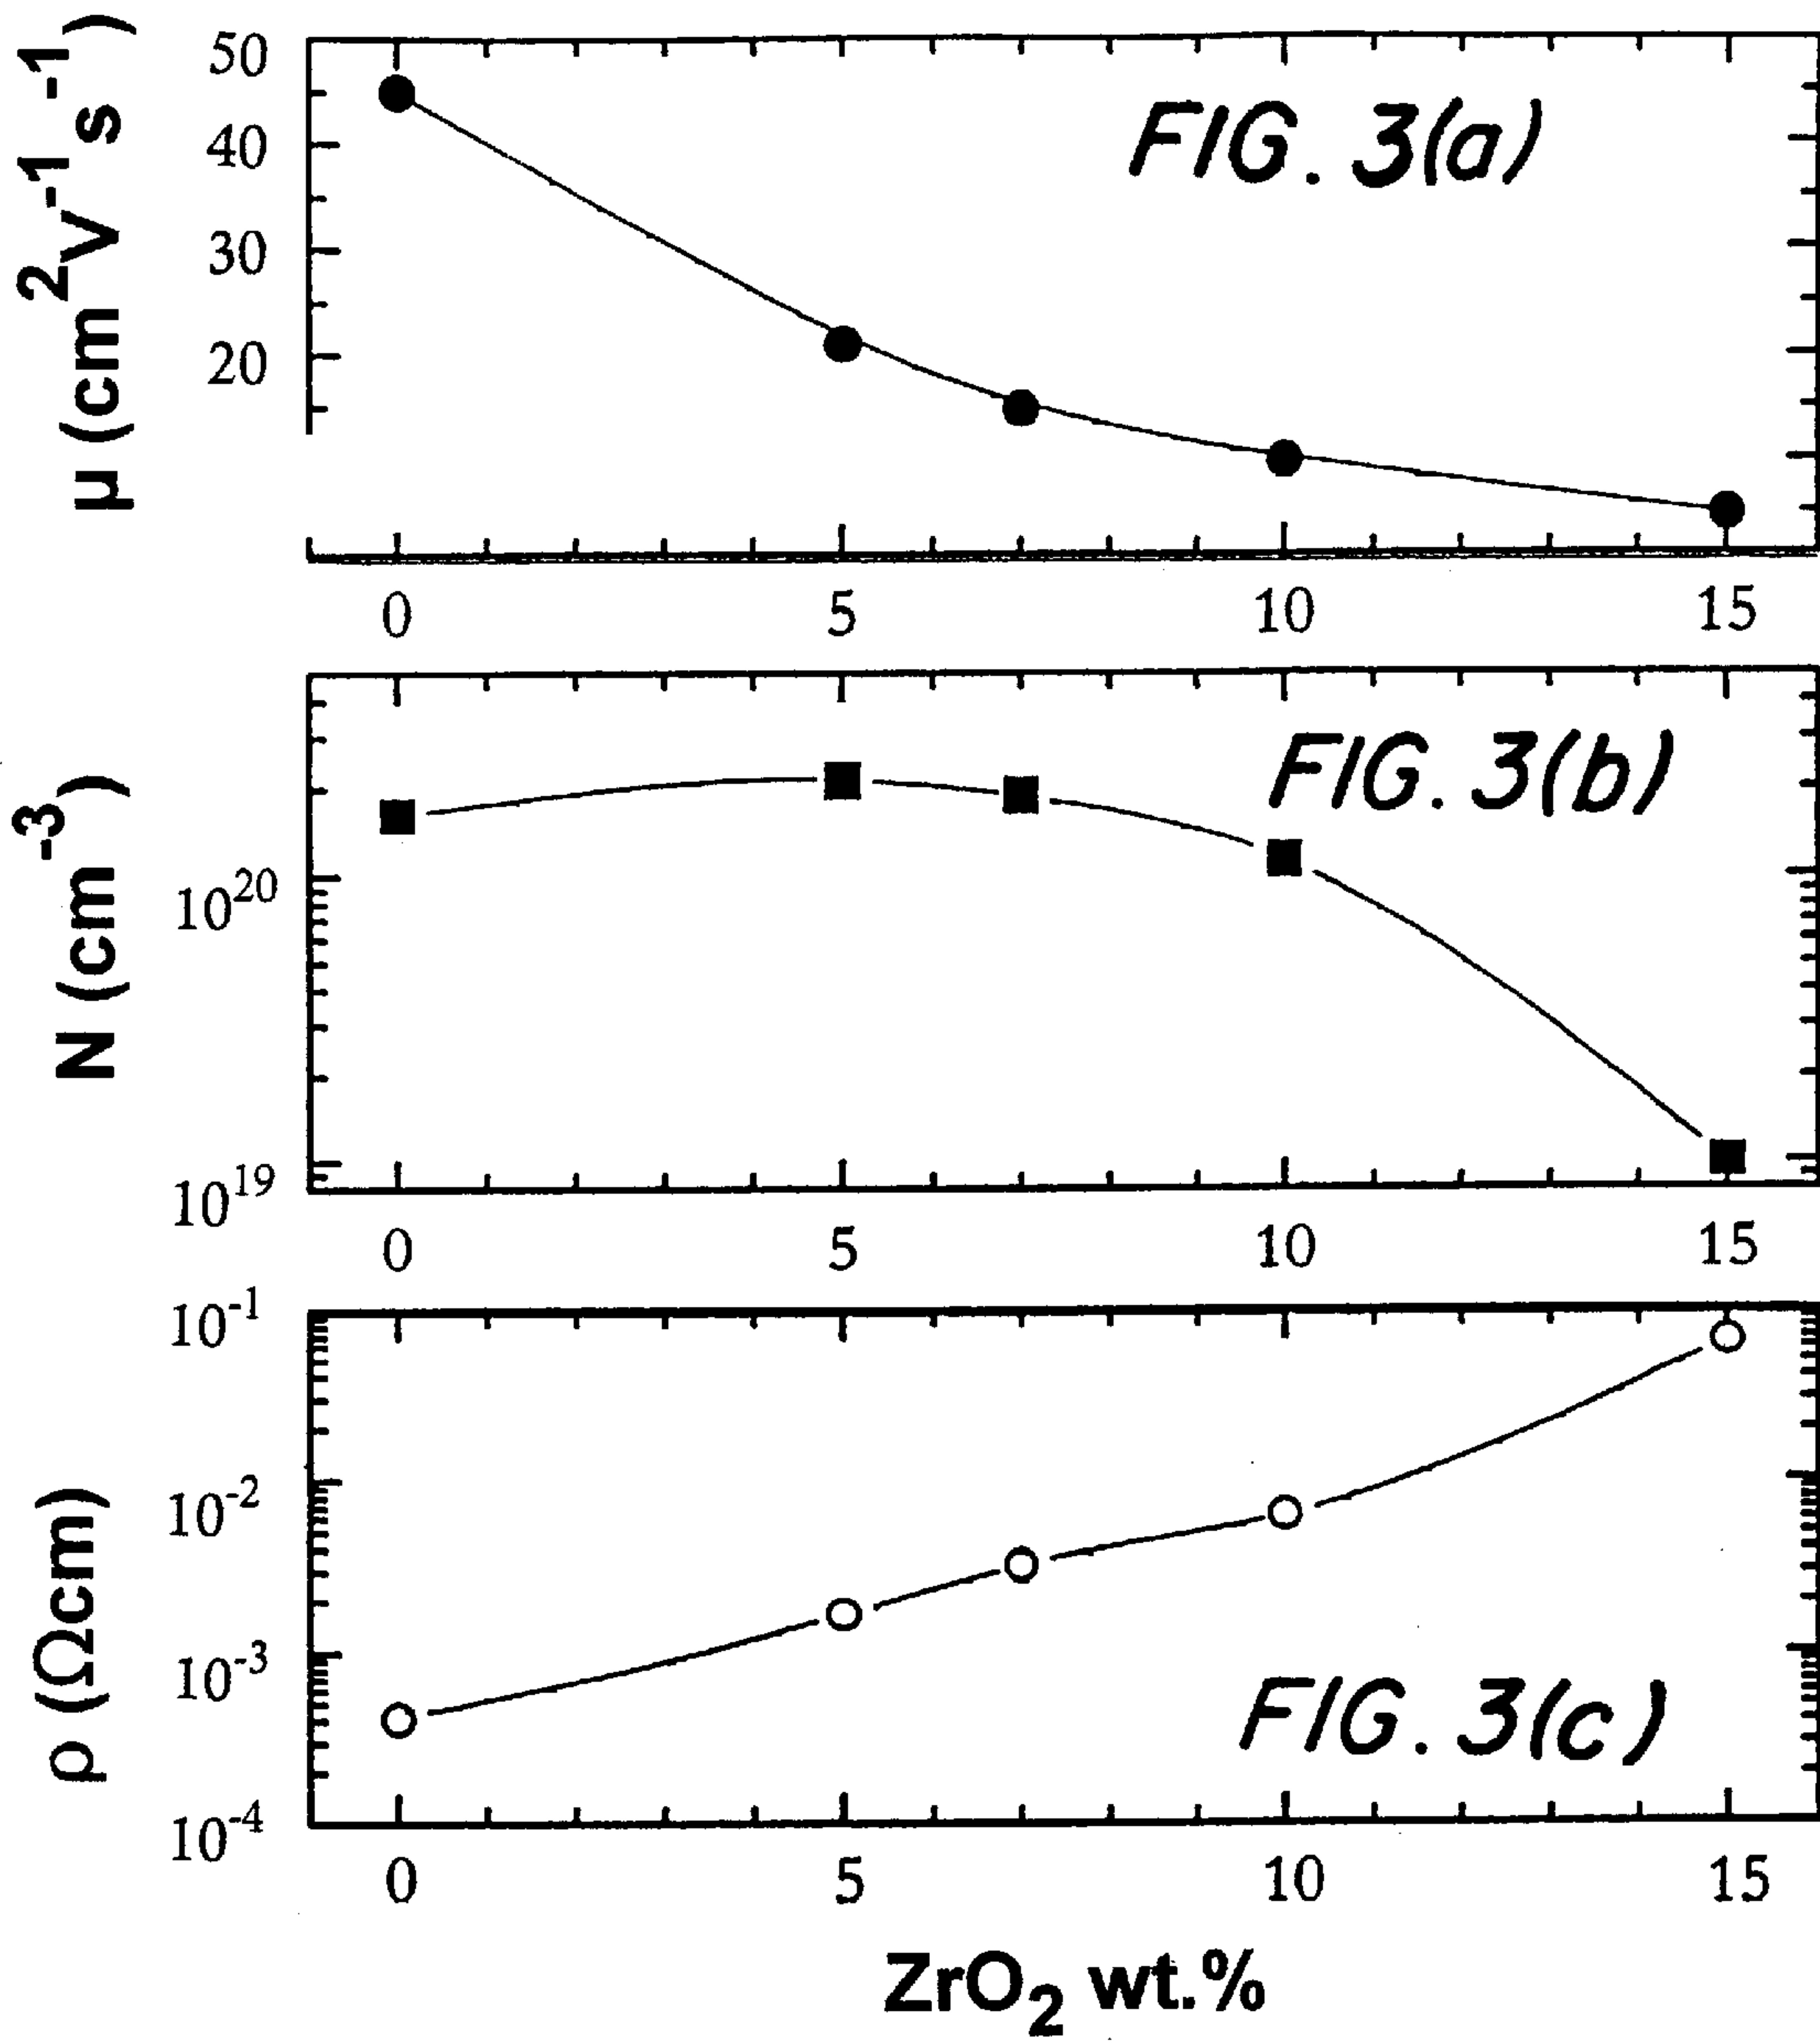 μ (cm²V⁻¹s⁻¹)
50
40
30
20
FIG. 3(a)
0 5 10 15
N (cm⁻³)
10²⁰
10¹⁹
FIG. 3(b)
0 5 10 15
ρ (Ωcm)
10⁻¹
10⁻²
10⁻³
10⁻⁴
FIG. 3(c)
0 5 10 15
ZrO₂ wt.%